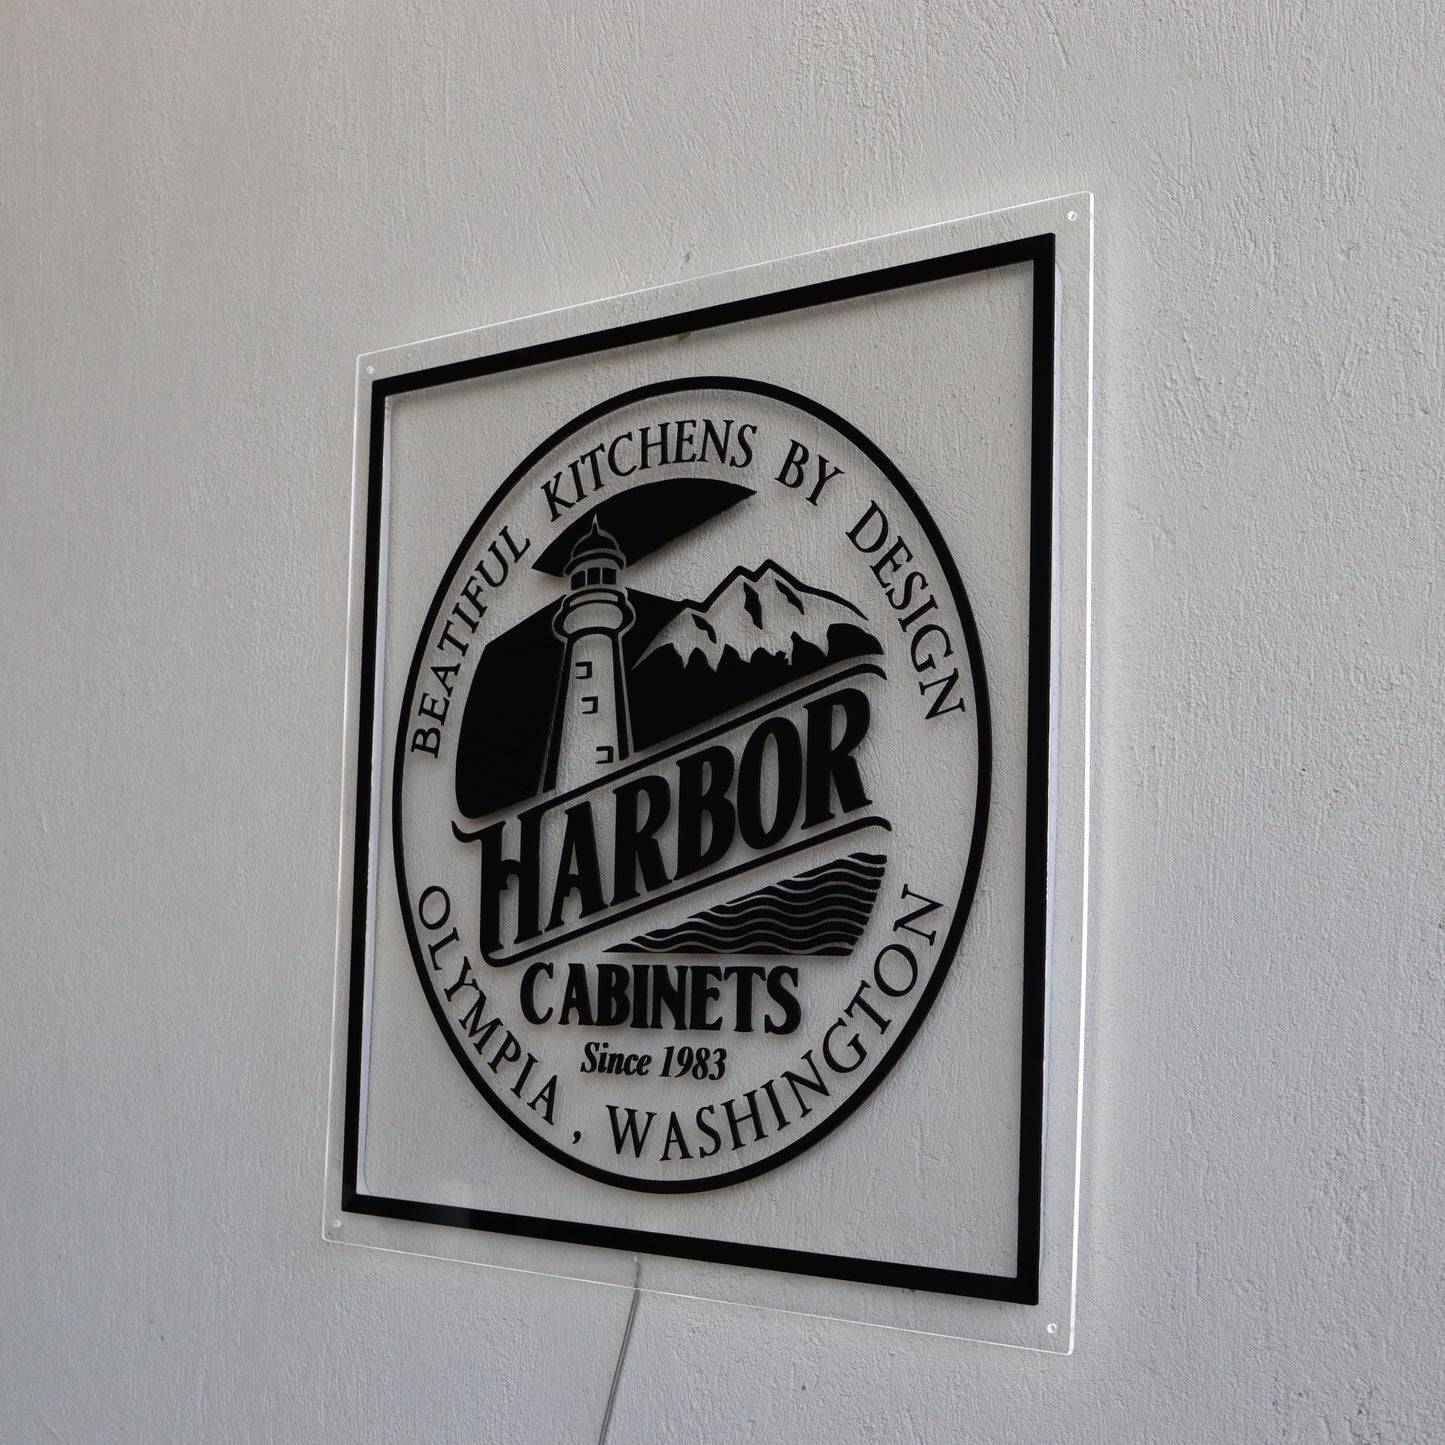 BEATIFUL KITCHENS BY DESIGN
HARBOR
CABINETS
Since 1983
OLYMPIA , WASHINGTON